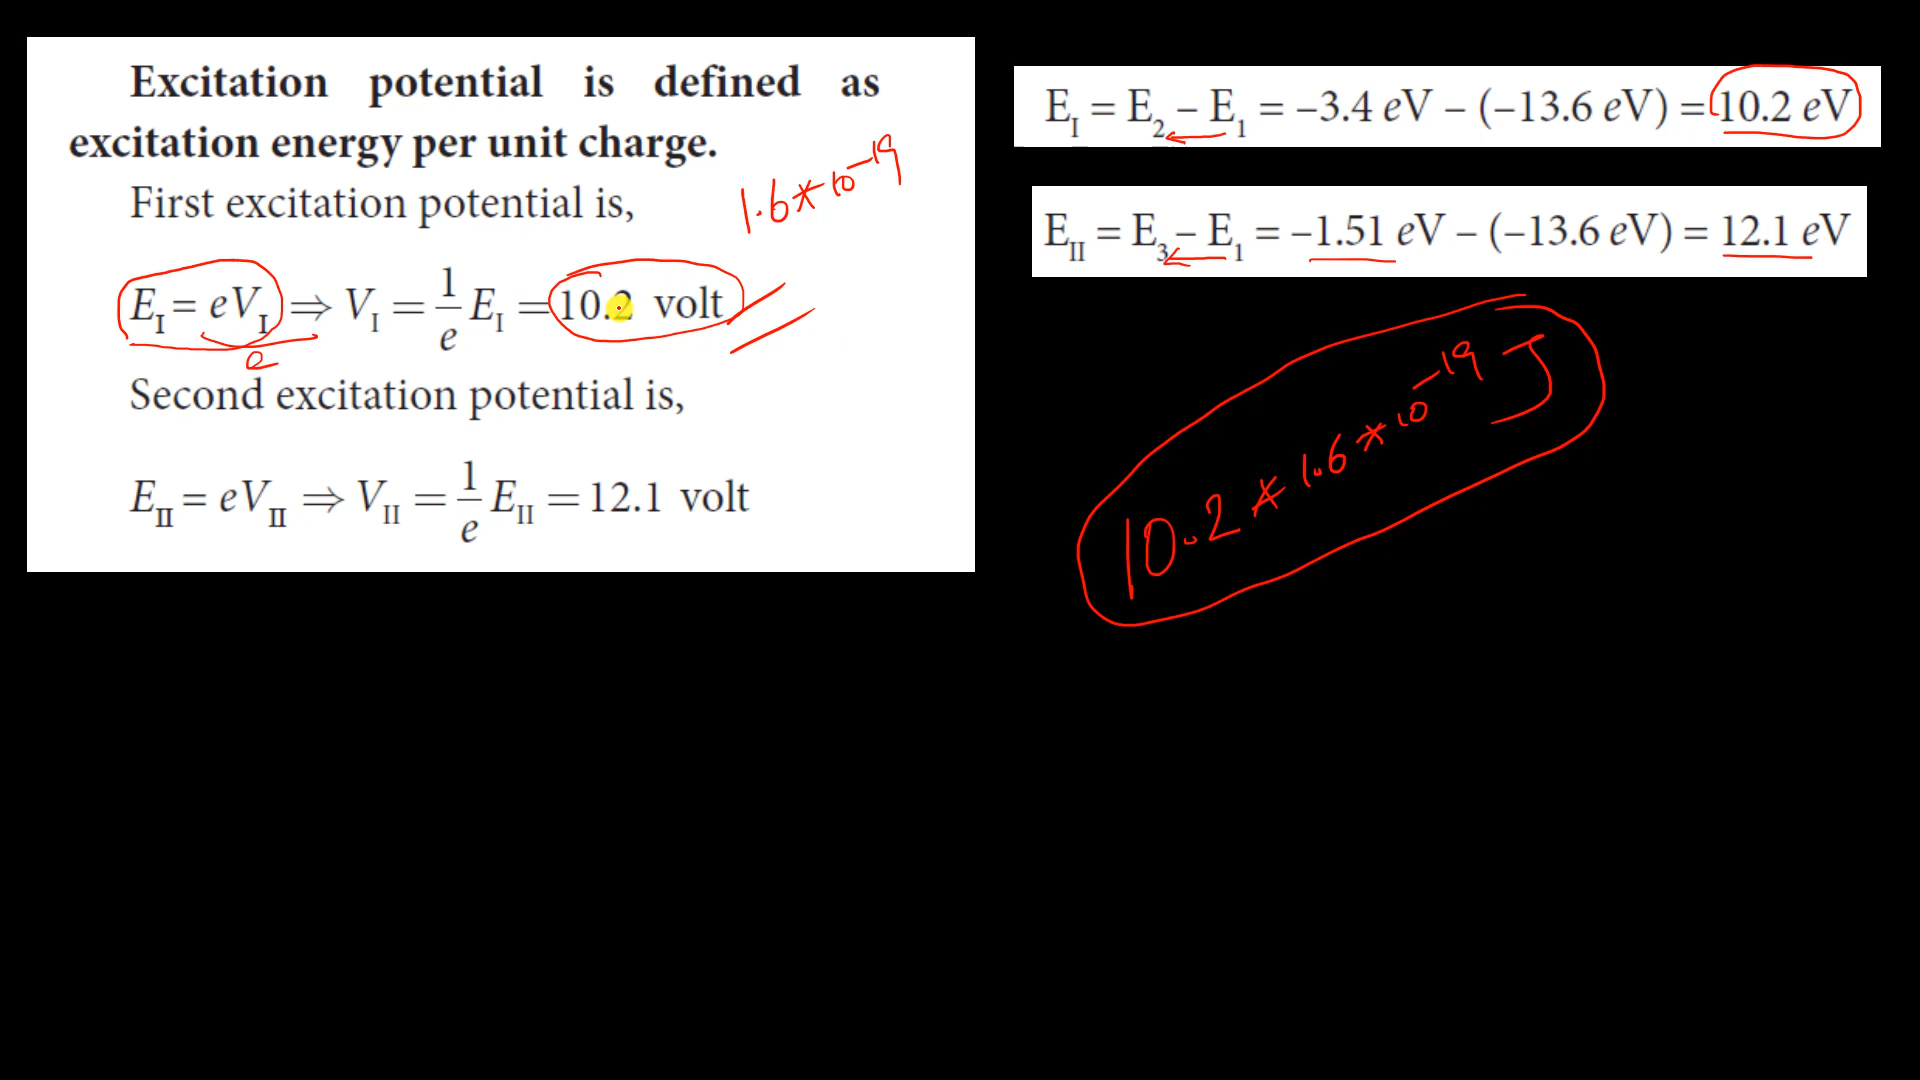 Excitation potential is defined as
excitation energy per unit charge.
First excitation potential is,
1.6*10⁻¹⁹
E_I = eV_I ⇒ V_I = 1/e E_I = 10.2 volt
e
Second excitation potential is,
E_II = eV_II ⇒ V_II = 1/e E_II = 12.1 volt
E_I = E_2 – E_1 = –3.4 eV – (–13.6 eV) = 10.2 eV
E_II = E_3 – E_1 = –1.51 eV – (–13.6 eV) = 12.1 eV
10.2 * 1.6 * 10⁻¹⁹ J